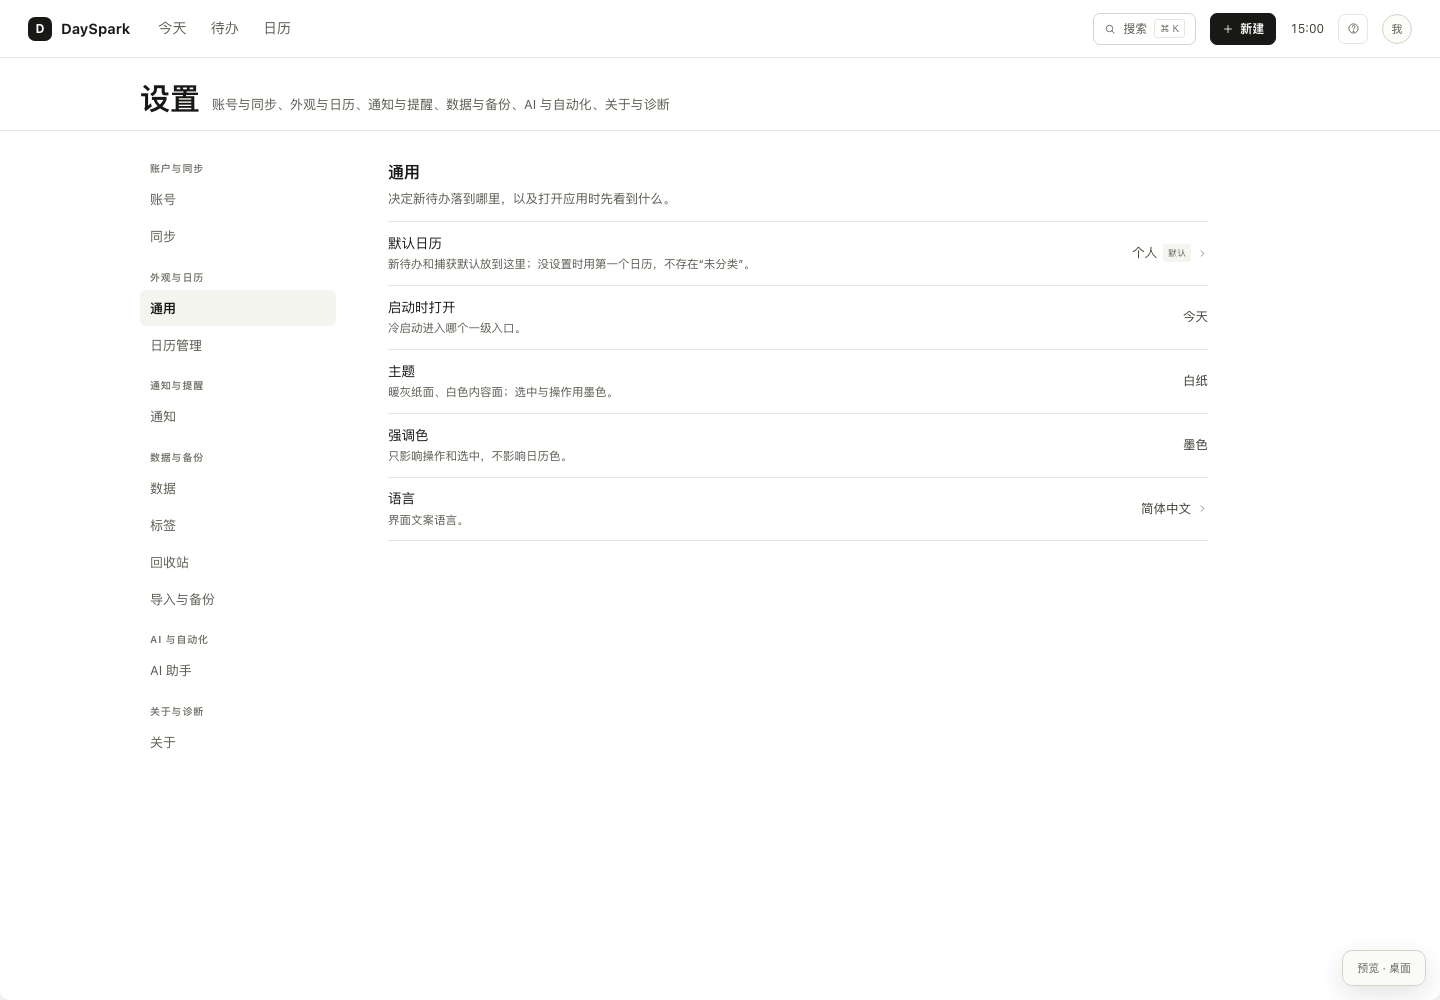 D DaySpark 今天 待办 日历 搜索 ⌘ K + 新建 15:00 我
设置 账号与同步、外观与日历、通知与提醒、数据与备份、AI 与自动化、关于与诊断
账户与同步
账号
同步
外观与日历
通用
日历管理
通知与提醒
通知
数据与备份
数据
标签
回收站
导入与备份
AI 与自动化
AI 助手
关于与诊断
关于
通用
决定新待办落到哪里，以及打开应用时先看到什么。
默认日历
新待办和捕获默认放到这里；没设置时用第一个日历，不存在“未分类”。
个人 默认
启动时打开
冷启动进入哪个一级入口。
今天
主题
暖灰纸面、白色内容面；选中与操作用墨色。
白纸
强调色
只影响操作和选中，不影响日历色。
墨色
语言
界面文案语言。
简体中文
预览 · 桌面